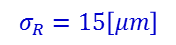 σ_R = 15[μm]